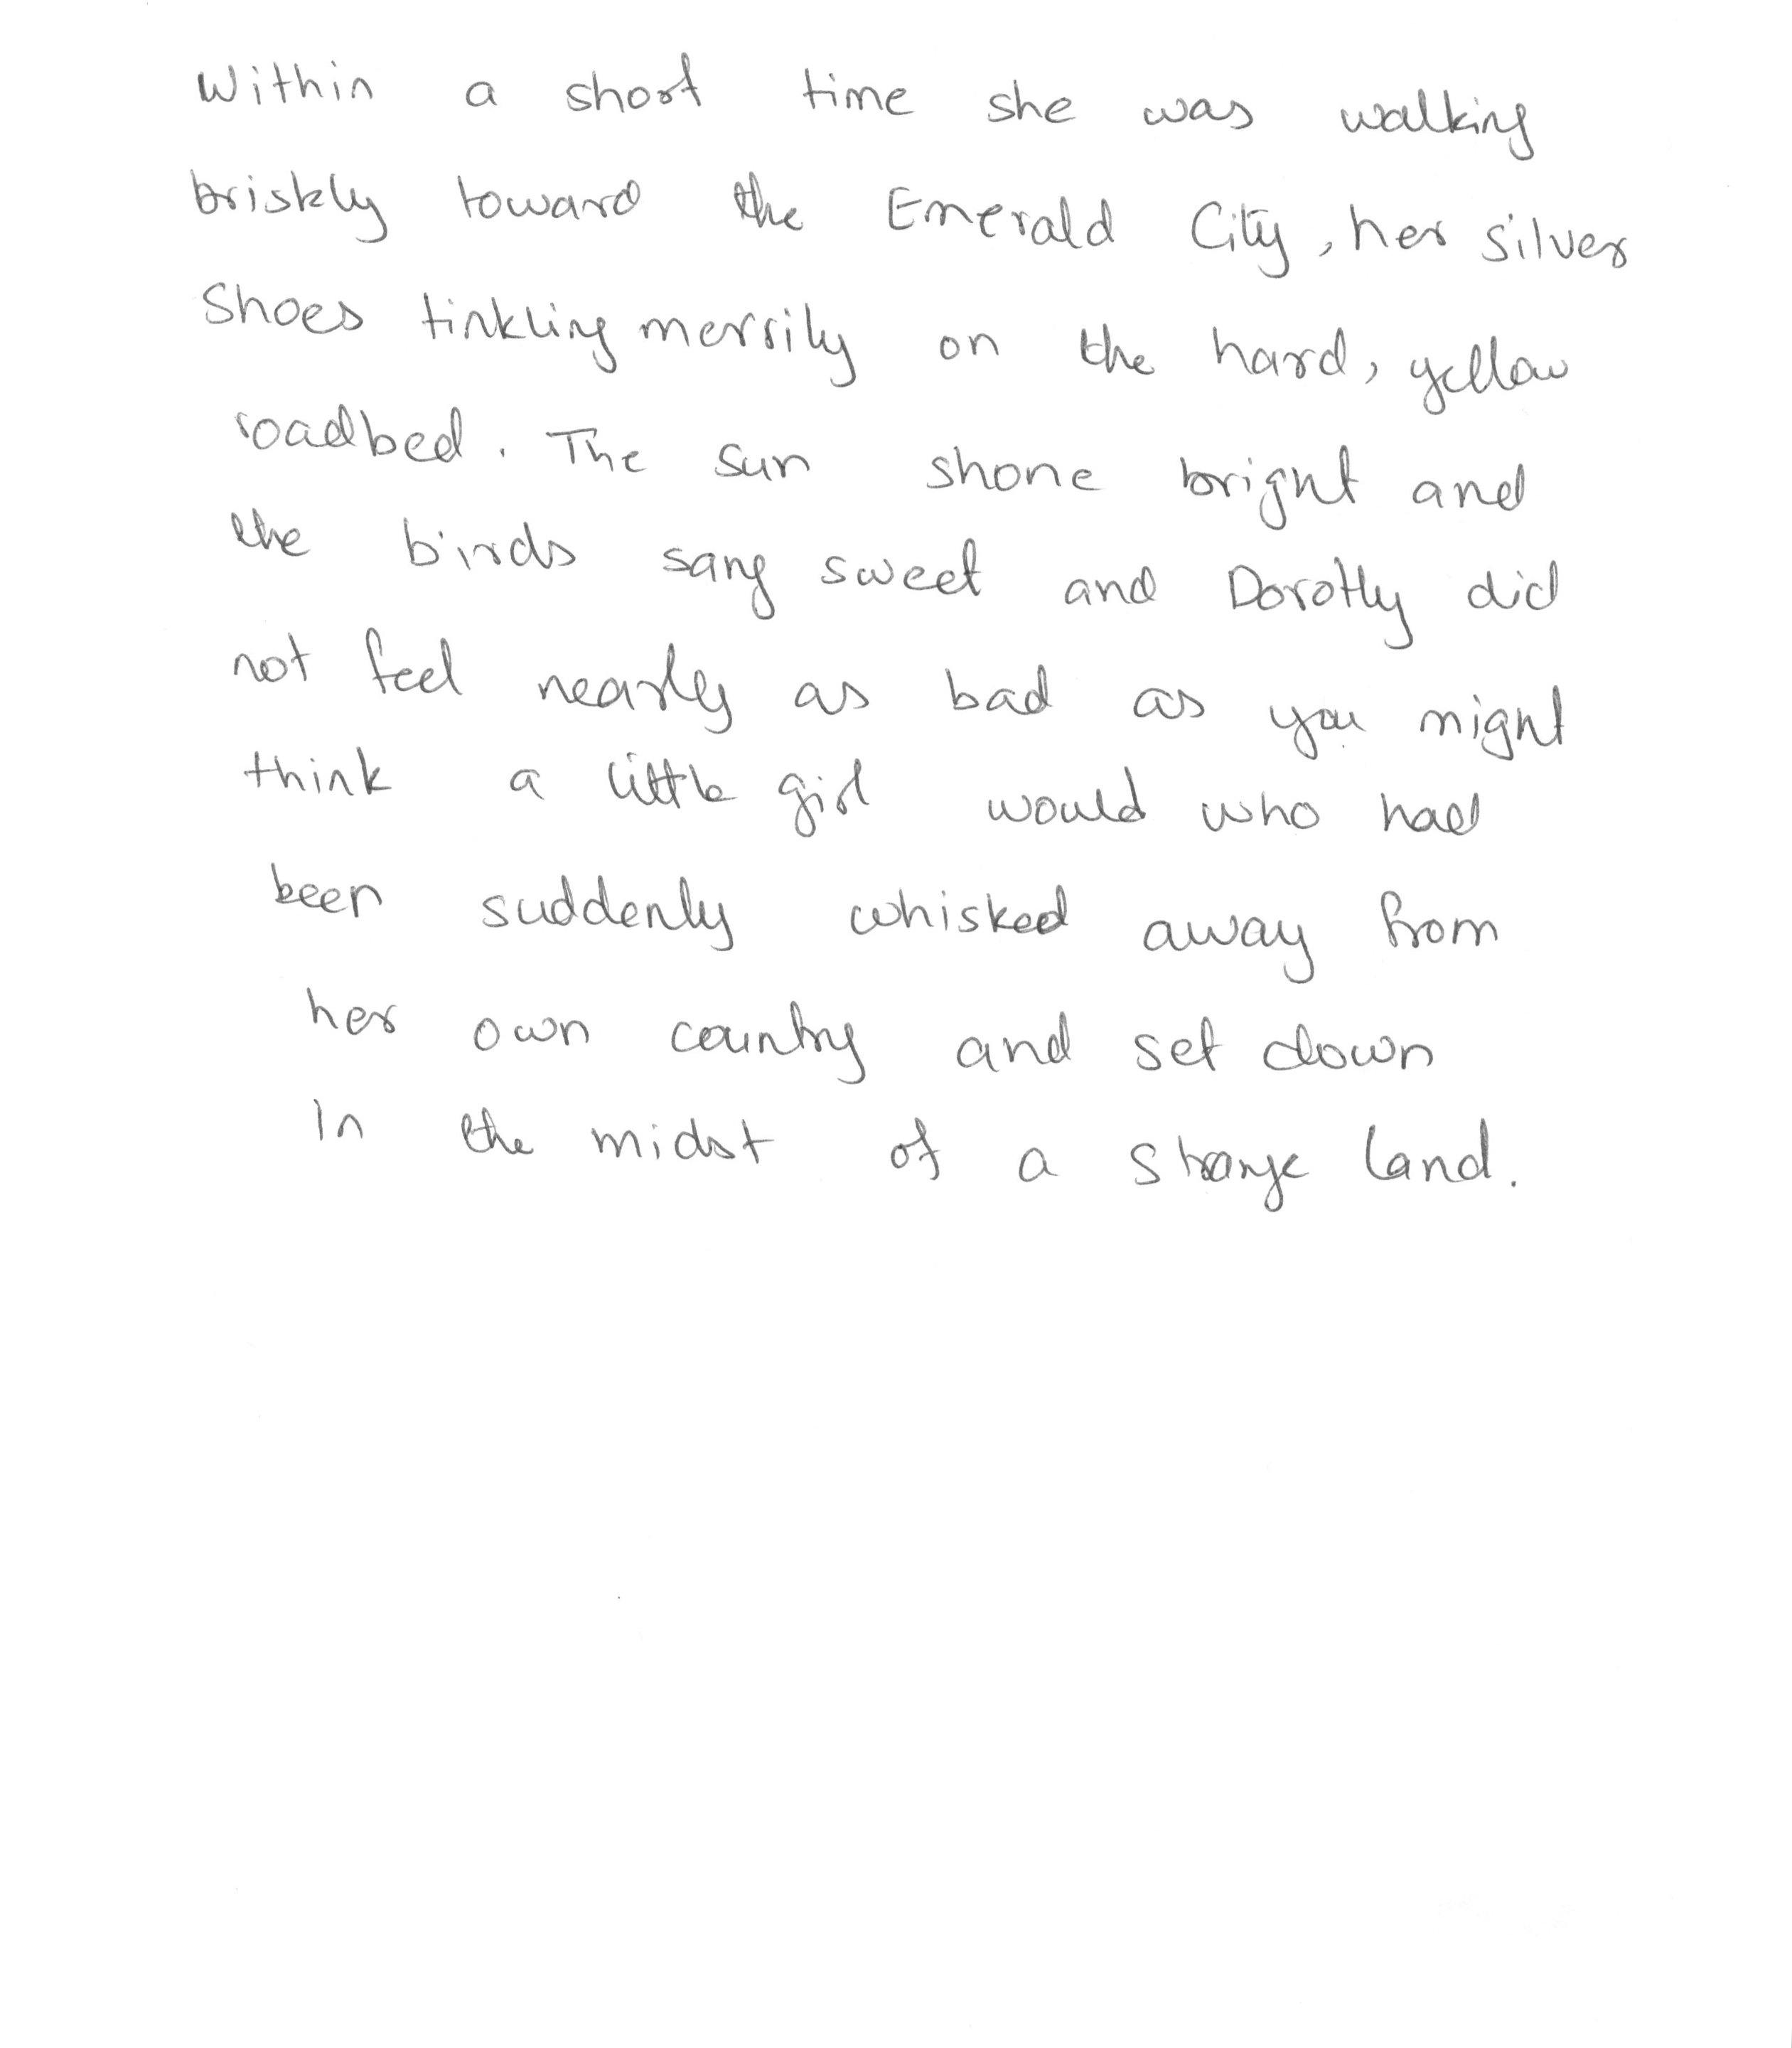 Within a short time she was walking
briskly toward the Emerald City, her silver
Shoes tinkling merrily on the hard, yellow
roadbed. The sun shone bright and
the birds sang sweet and Dorothy did
not feel nearly as bad as you might
think a little girl would who had
been suddenly whisked away from
her own country and set down
in the midst of a strange land.